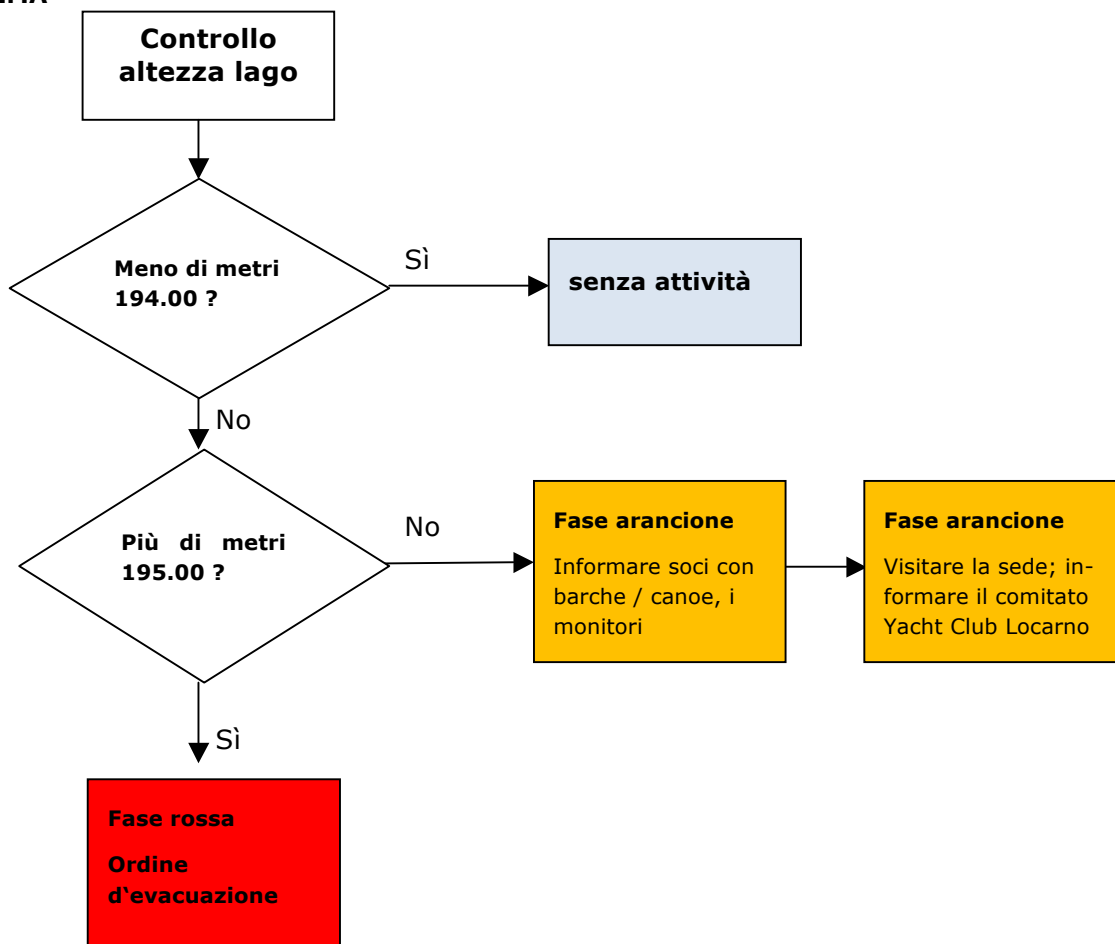 Controllo
altezza lago
Meno di metri
194.00 ?
Sì
senza attività
No
Più di metri
195.00 ?
No
Fase arancione
Informare soci con
barche / canoe, i
monitori
Fase arancione
Visitare la sede; in-
formare il comitato
Yacht Club Locarno
Sì
Fase rossa
Ordine
d‘evacuazione